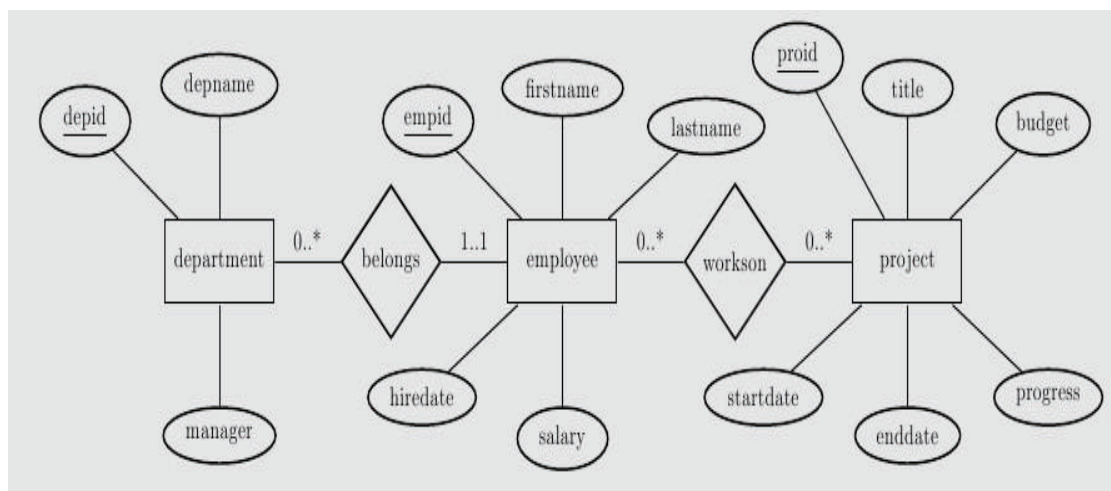 proid
depname
firstname
title
depid
empid
lastname
budget
0..*
1..1
0..*
0..*
department
belongs
employee
workson
project
hiredate
startdate
progress
manager
salary
enddate